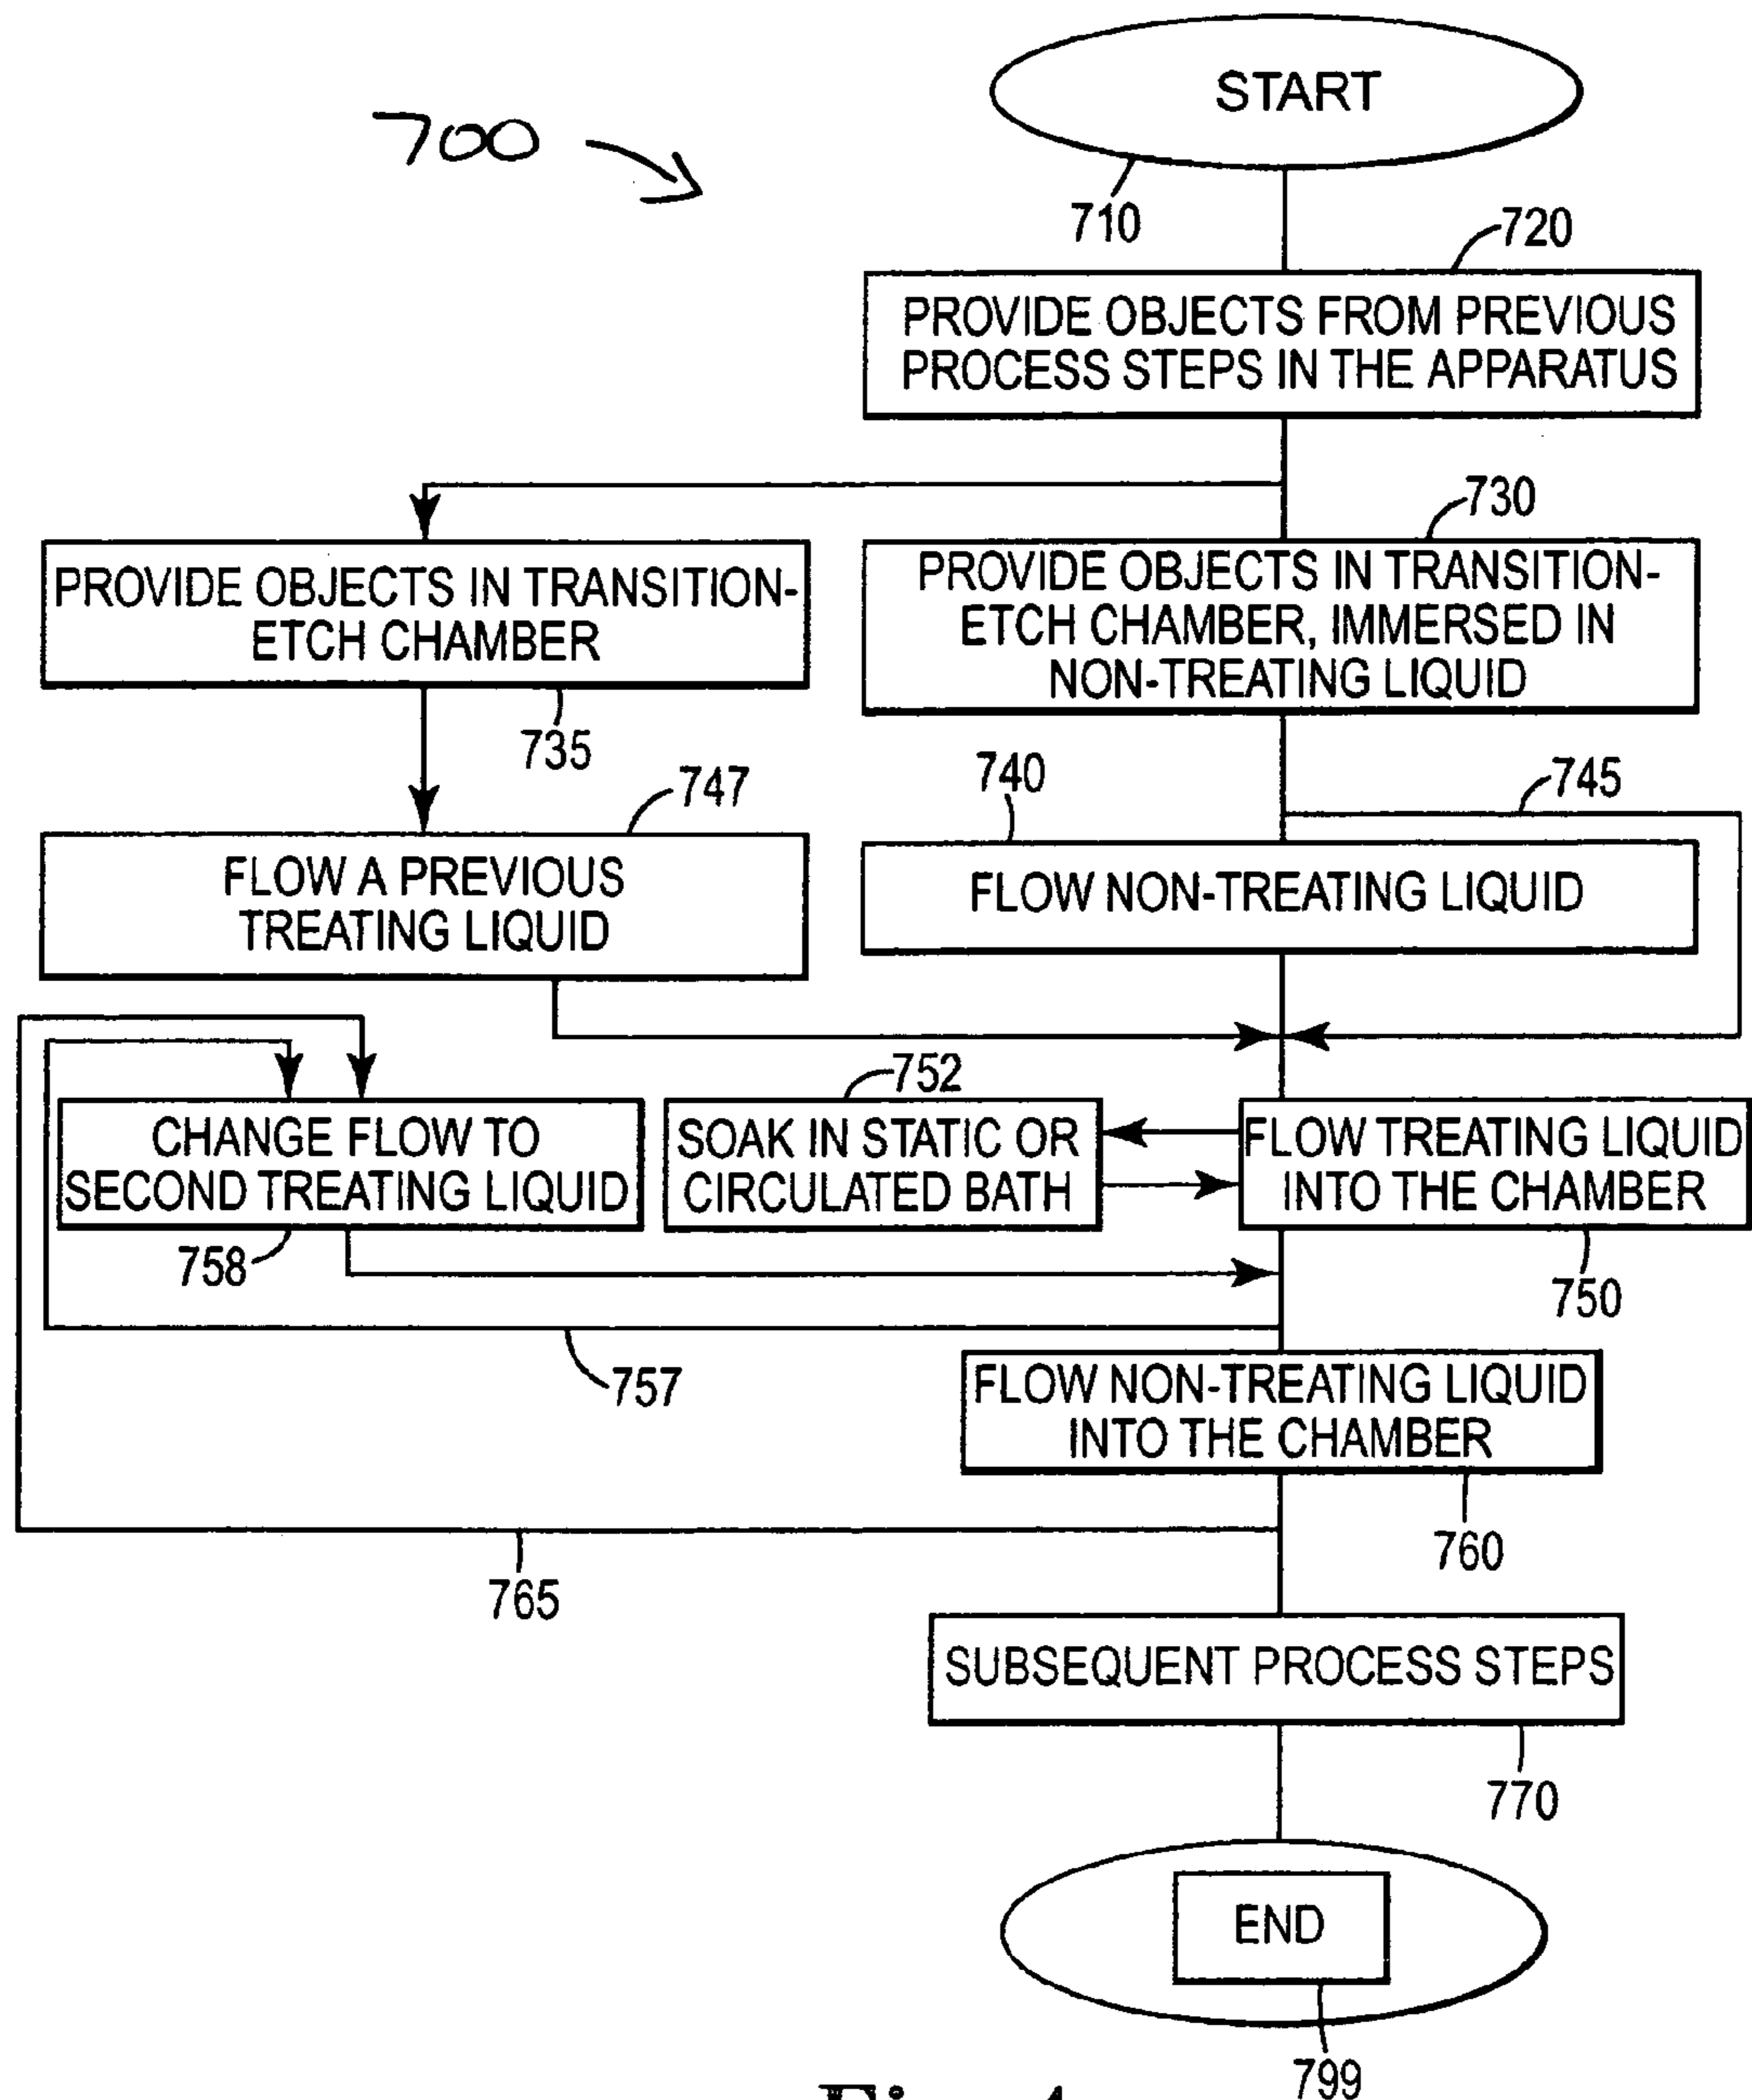 700
START
710
720
PROVIDE OBJECTS FROM PREVIOUS
PROCESS STEPS IN THE APPARATUS
730
PROVIDE OBJECTS IN TRANSITION-
ETCH CHAMBER
735
PROVIDE OBJECTS IN TRANSITION-
ETCH CHAMBER, IMMERSED IN
NON-TREATING LIQUID
747
740
745
FLOW A PREVIOUS
TREATING LIQUID
FLOW NON-TREATING LIQUID
752
CHANGE FLOW TO
SECOND TREATING LIQUID
758
SOAK IN STATIC OR
CIRCULATED BATH
FLOW TREATING LIQUID
INTO THE CHAMBER
750
757
FLOW NON-TREATING LIQUID
INTO THE CHAMBER
760
765
SUBSEQUENT PROCESS STEPS
770
END
799